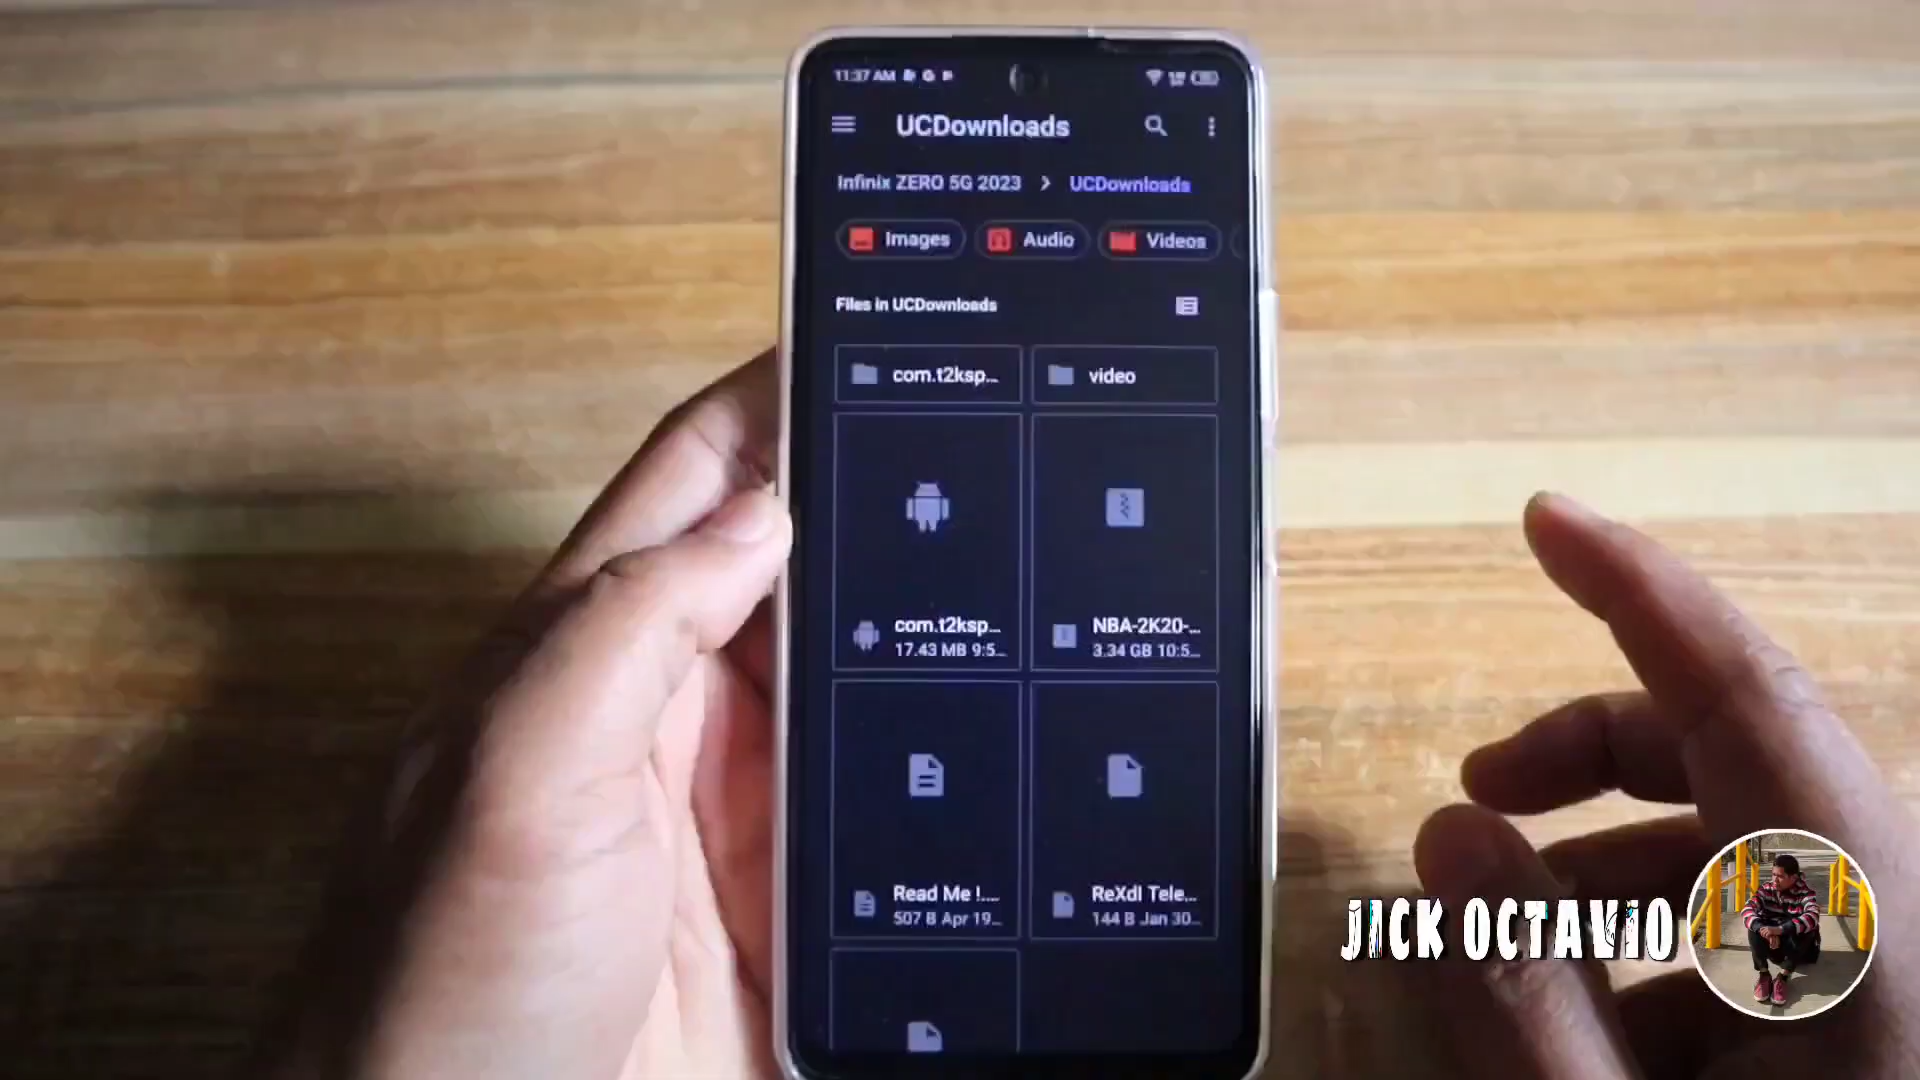 11:37 AM
UCDownloads
Infinix ZERO 5G 2023 > UCDownloads
Images
Audio
Videos
Files in UCDownloads
com.t2ksp...
video
com.t2ksp...
17.43 MB 9:5...
NBA-2K20-...
3.34 GB 10:5...
Read Me !....
507 B Apr 19...
ReXdl Tele...
144 B Jan 30...
JICK OCTAVIO